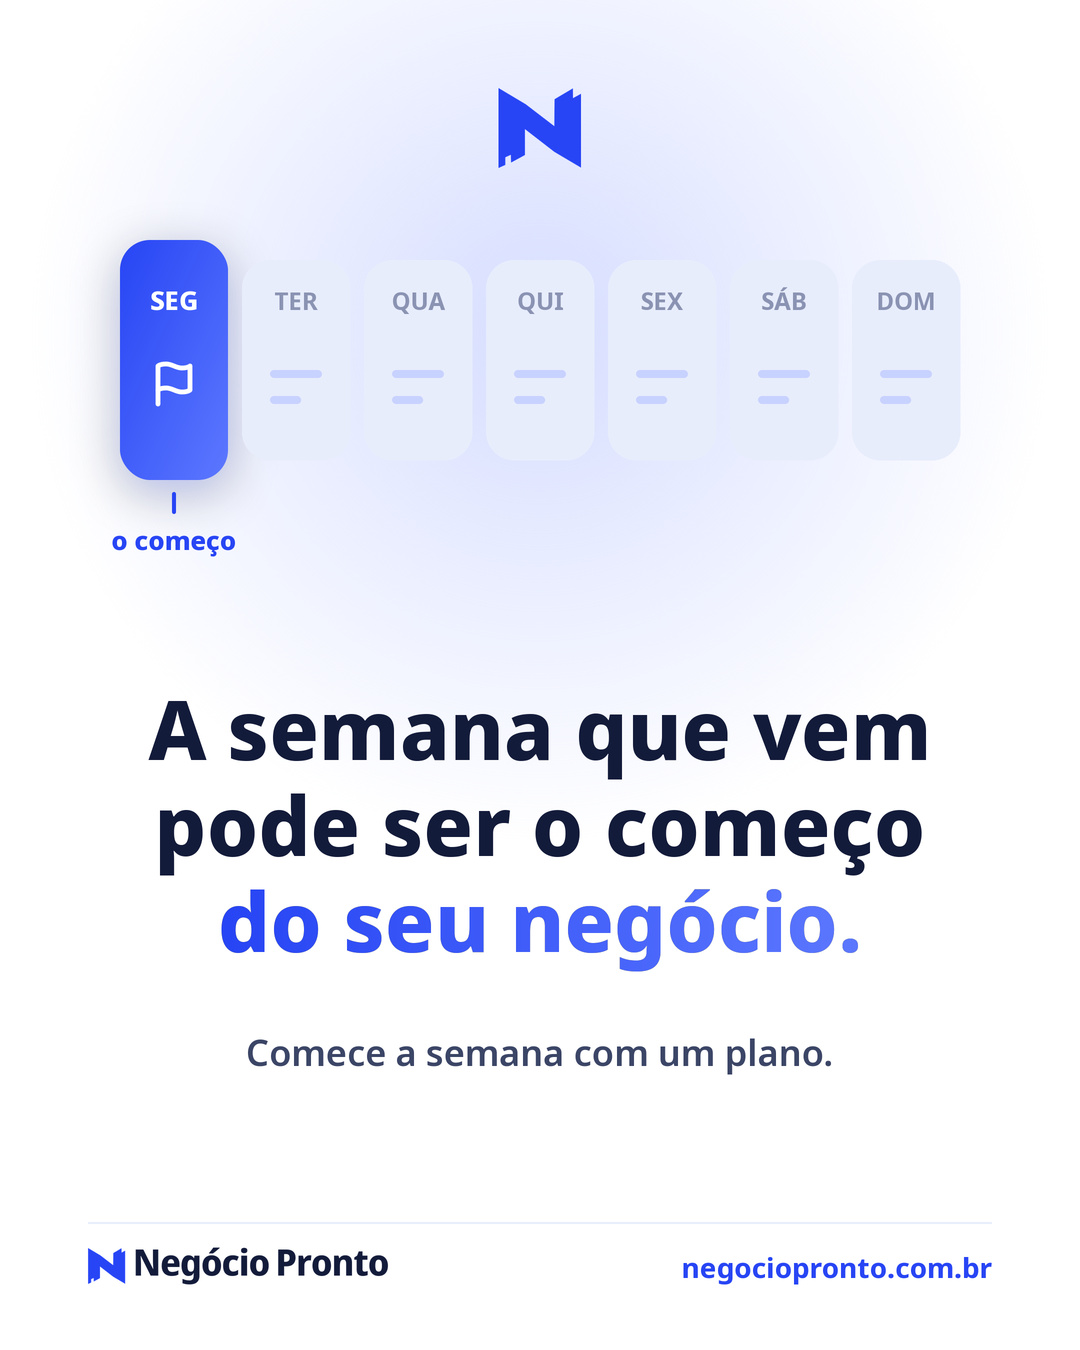 SEG TER QUA QUI SEX SÁB DOM
o começo
A semana que vem
pode ser o começo
do seu negócio.
Comece a semana com um plano.
Negócio Pronto
negociopronto.com.br